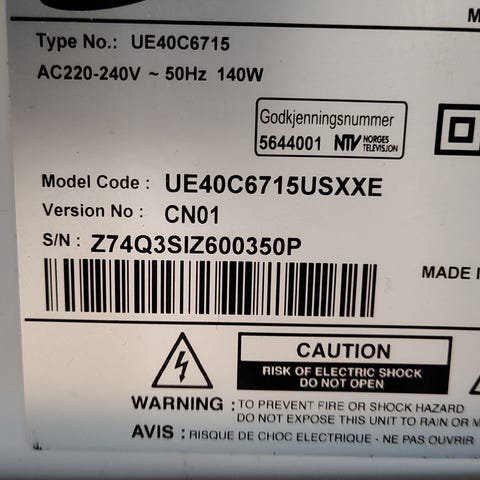 Type No.: UE40C6715
AC220-240V ~ 50Hz 140W
Godkjenningsnummer
5644001 NTV NORGES TELEVISJON
Model Code : UE40C6715USXXE
Version No : CN01
S/N : Z74Q3SIZ600350P
MADE
CAUTION
RISK OF ELECTRIC SHOCK
DO NOT OPEN
WARNING : TO PREVENT FIRE OR SHOCK HAZARD
DO NOT EXPOSE THIS UNIT TO RAIN OR M
AVIS : RISQUE DE CHOC ELECTRIQUE - NE PAS OUVRIR